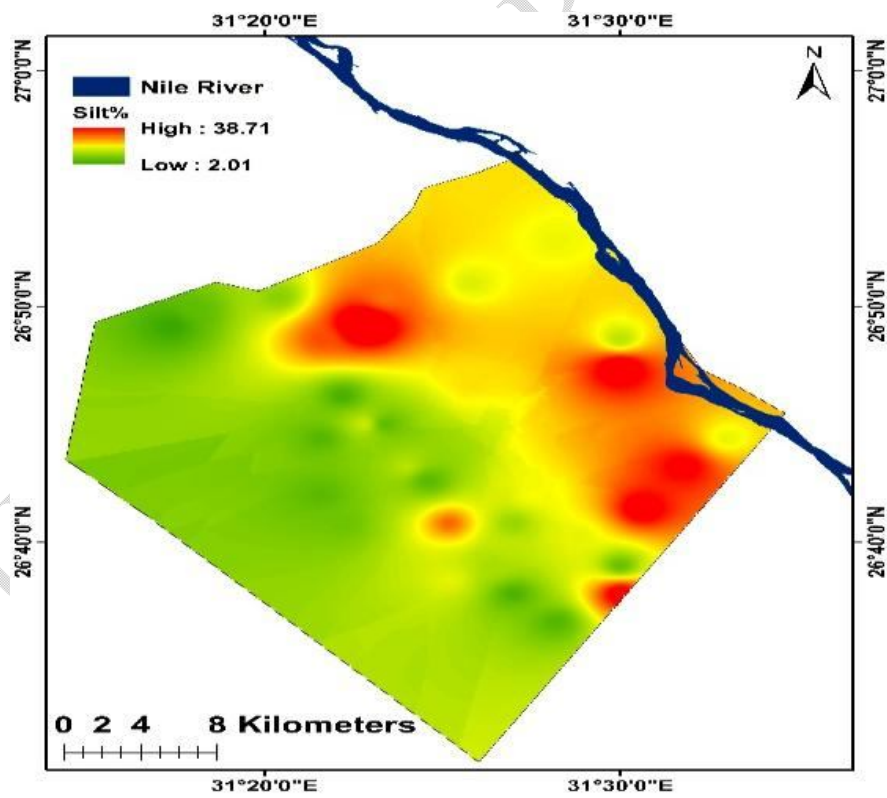 31°20'0"E 31°30'0"E
N
27°0'0"N
27°0'0"N
Nile River
Silt%
High : 38.71
Low : 2.01
26°50'0"N
26°50'0"N
26°40'0"N
26°40'0"N
0 2 4 8 Kilometers
31°20'0"E 31°30'0"E